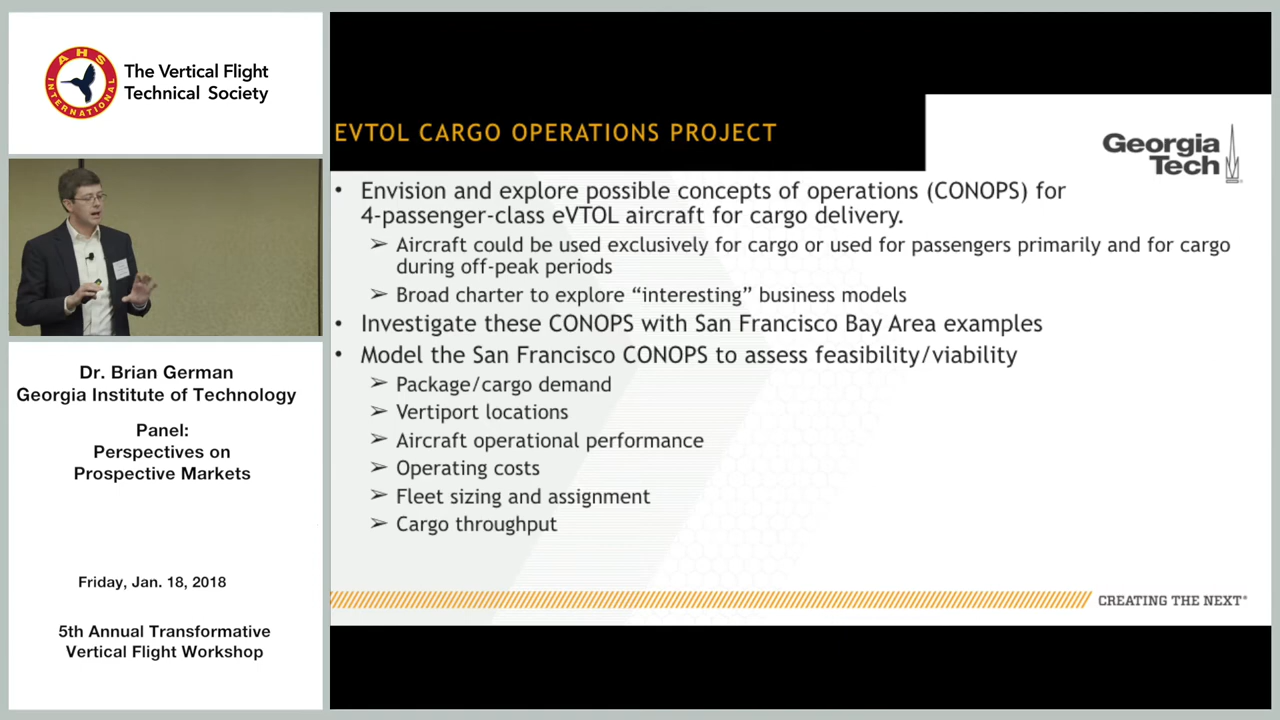 AHS
INTERNATIONAL
The Vertical Flight
Technical Society
Dr. Brian German
Georgia Institute of Technology
Panel:
Perspectives on
Prospective Markets
Friday, Jan. 18, 2018
5th Annual Transformative
Vertical Flight Workshop
EVTOL CARGO OPERATIONS PROJECT
Georgia
Tech
• Envision and explore possible concepts of operations (CONOPS) for
4-passenger-class eVTOL aircraft for cargo delivery.
➢ Aircraft could be used exclusively for cargo or used for passengers primarily and for cargo
during off-peak periods
➢ Broad charter to explore “interesting” business models
• Investigate these CONOPS with San Francisco Bay Area examples
• Model the San Francisco CONOPS to assess feasibility/viability
➢ Package/cargo demand
➢ Vertiport locations
➢ Aircraft operational performance
➢ Operating costs
➢ Fleet sizing and assignment
➢ Cargo throughput
CREATING THE NEXT®